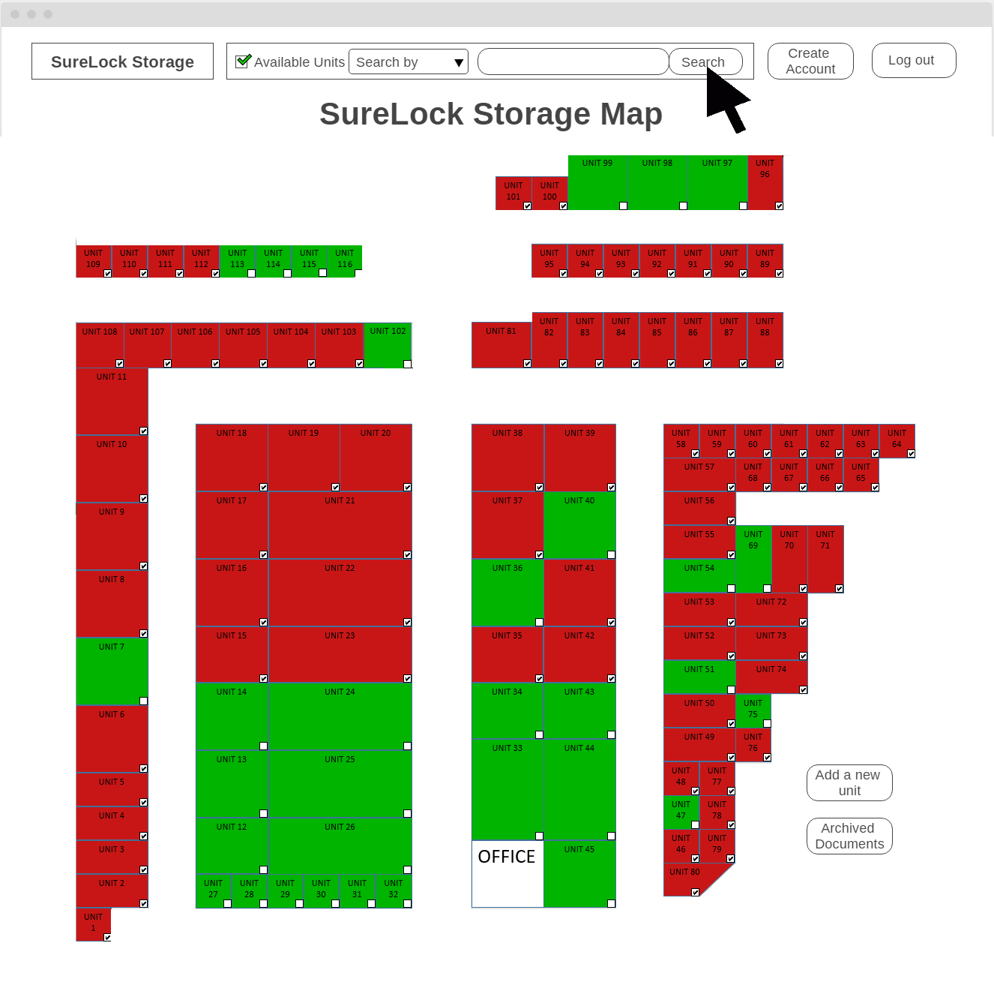 SureLock Storage
Available Units
Search by
Search
Create
Account
Log out
SureLock Storage Map
UNIT 99
UNIT 98
UNIT 97
UNIT
96
UNIT
101
UNIT
100
UNIT
109
UNIT
110
UNIT
111
UNIT
112
UNIT
113
UNIT
114
UNIT
115
UNIT
116
UNIT
95
UNIT
94
UNIT
93
UNIT
92
UNIT
91
UNIT
90
UNIT
89
UNIT 108
UNIT 107
UNIT 106
UNIT 105
UNIT 104
UNIT 103
UNIT 102
UNIT 81
UNIT
82
UNIT
83
UNIT
84
UNIT
85
UNIT
86
UNIT
87
UNIT
88
UNIT 11
UNIT 10
UNIT 9
UNIT 8
UNIT 7
UNIT 6
UNIT 5
UNIT 4
UNIT 3
UNIT 2
UNIT
1
UNIT 18
UNIT 19
UNIT 20
UNIT 17
UNIT 21
UNIT 16
UNIT 22
UNIT 15
UNIT 23
UNIT 14
UNIT 24
UNIT 13
UNIT 25
UNIT 12
UNIT 26
UNIT
27
UNIT
28
UNIT
29
UNIT
30
UNIT
31
UNIT
32
UNIT 38
UNIT 39
UNIT 37
UNIT 40
UNIT 36
UNIT 41
UNIT 35
UNIT 42
UNIT 34
UNIT 43
UNIT 33
UNIT 44
OFFICE
UNIT 45
UNIT
58
UNIT
59
UNIT
60
UNIT
61
UNIT
62
UNIT
63
UNIT
64
UNIT 57
UNIT
68
UNIT
67
UNIT
66
UNIT
65
UNIT 56
UNIT 55
UNIT
69
UNIT
70
UNIT
71
UNIT 54
UNIT 53
UNIT 72
UNIT 52
UNIT 73
UNIT 51
UNIT 74
UNIT 50
UNIT
75
UNIT 49
UNIT
76
UNIT
48
UNIT
77
UNIT
47
UNIT
78
UNIT
46
UNIT
79
UNIT 80
Add a new
unit
Archived
Documents